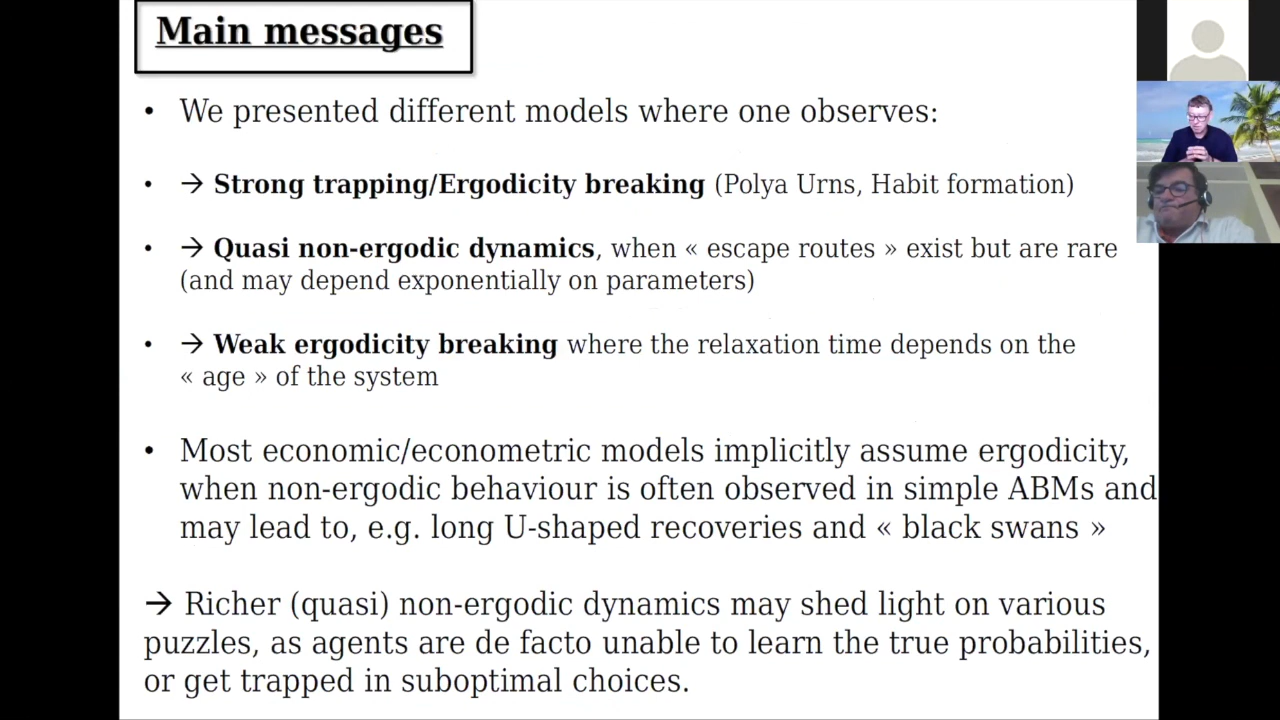 Main messages
• We presented different models where one observes:
• → Strong trapping/Ergodicity breaking (Polya Urns, Habit formation)
• → Quasi non-ergodic dynamics, when « escape routes » exist but are rare
(and may depend exponentially on parameters)
• → Weak ergodicity breaking where the relaxation time depends on the
« age » of the system
• Most economic/econometric models implicitly assume ergodicity,
when non-ergodic behaviour is often observed in simple ABMs and
may lead to, e.g. long U-shaped recoveries and « black swans »
→ Richer (quasi) non-ergodic dynamics may shed light on various
puzzles, as agents are de facto unable to learn the true probabilities,
or get trapped in suboptimal choices.